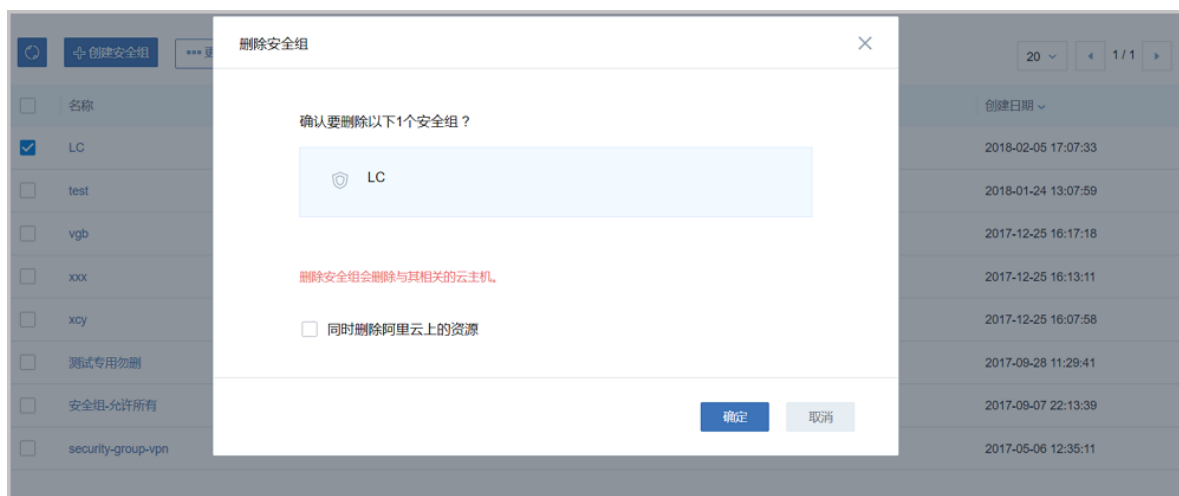 删除安全组
创建安全组
更
20
1 / 1
名称
创建日期
确认要删除以下1个安全组？
LC
2018-02-05 17:07:33
LC
test
2018-01-24 13:07:59
vgb
2017-12-25 16:17:18
xxx
2017-12-25 16:13:11
删除安全组会删除与其相关的云主机。
xcy
2017-12-25 16:07:58
同时删除阿里云上的资源
测试专用勿删
2017-09-28 11:29:41
安全组-允许所有
2017-09-07 22:13:39
确定
取消
security-group-vpn
2017-05-06 12:35:11